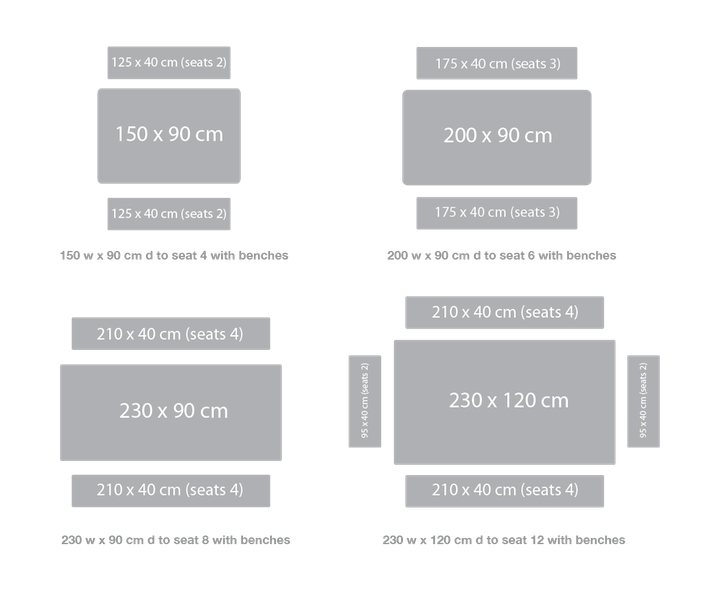 125 x 40 cm (seats 2)
150 x 90 cm
125 x 40 cm (seats 2)
150 w x 90 cm d to seat 4 with benches
175 x 40 cm (seats 3)
200 x 90 cm
175 x 40 cm (seats 3)
200 w x 90 cm d to seat 6 with benches
210 x 40 cm (seats 4)
230 x 90 cm
210 x 40 cm (seats 4)
230 w x 90 cm d to seat 8 with benches
210 x 40 cm (seats 4)
95 x 40 cm (seats 2)
230 x 120 cm
95 x 40 cm (seats 2)
210 x 40 cm (seats 4)
230 w x 120 cm d to seat 12 with benches